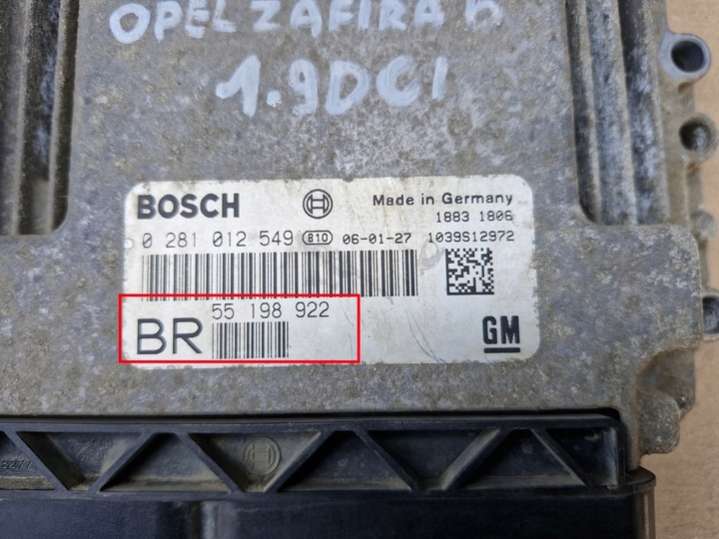 OPEL ZAFIRA b
1.9DCI
BOSCH Made in Germany
1883 1806
0 281 012 549 B10 06-01-27 1039S12972
55 198 922
BR GM